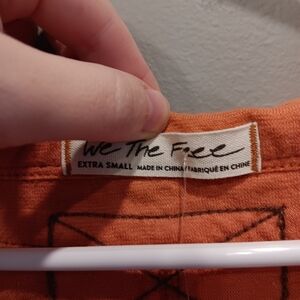 We The Free
EXTRA SMALL MADE IN CHINA/FABRIQUÉ EN CHINE